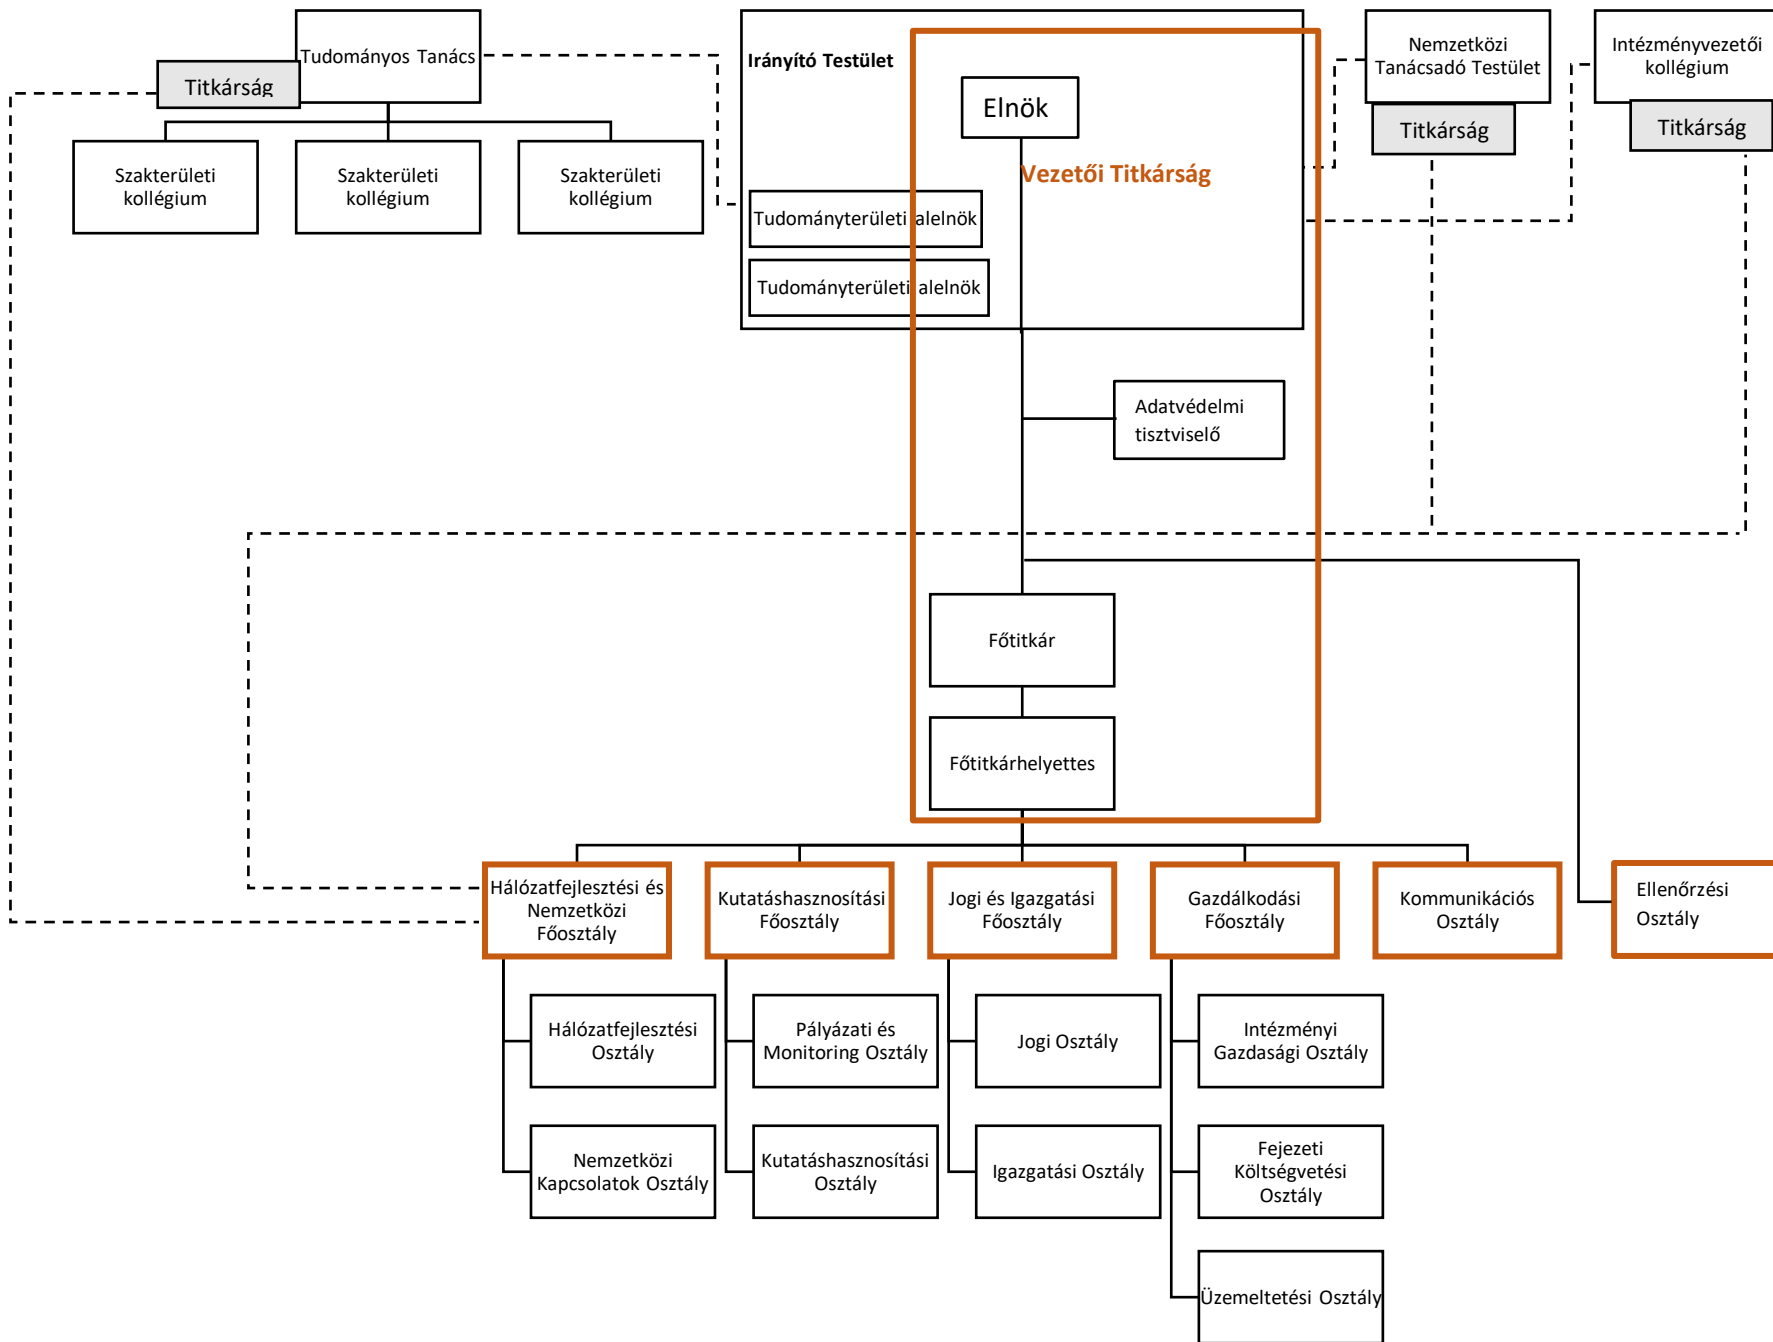 Tudományos Tanács
Titkárság
Szakterületi
kollégium
Szakterületi
kollégium
Szakterületi
kollégium
Irányító Testület
Elnök
Vezetői Titkárság
Tudományterületi alelnök
Tudományterületi alelnök
Nemzetközi
Tanácsadó Testület
Titkárság
Intézményvezetői
kollégium
Titkárság
Adatvédelmi
tisztviselő
Főtitkár
Főtitkárhelyettes
Hálózatfejlesztési és
Nemzetközi
Főosztály
Kutatáshasznosítási
Főosztály
Jogi és Igazgatási
Főosztály
Gazdálkodási
Főosztály
Kommunikációs
Osztály
Ellenőrzési
Osztály
Hálózatfejlesztési
Osztály
Pályázati és
Monitoring Osztály
Jogi Osztály
Intézményi
Gazdasági Osztály
Nemzetközi
Kapcsolatok Osztály
Kutatáshasznosítási
Osztály
Igazgatási Osztály
Fejezeti
Költségvetési
Osztály
Üzemeltetési Osztály